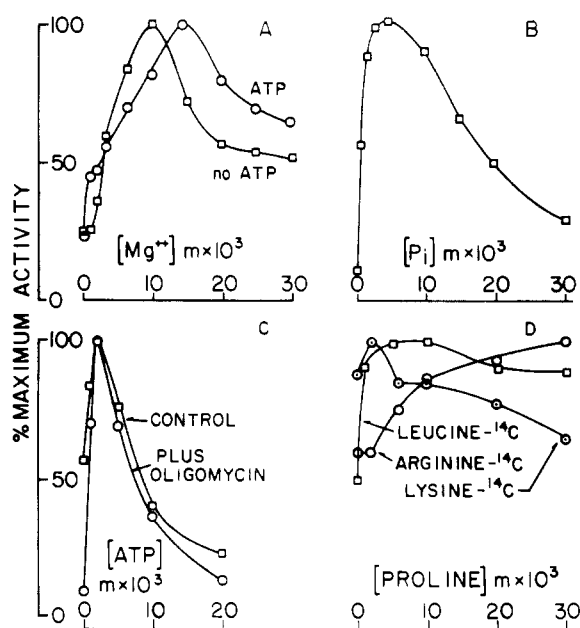 % MAXIMUM ACTIVITY
100
50
0
A
ATP
no ATP
[Mg⁺⁺] m×10³
0 10 20 30
B
[Pi] m×10³
0 10 20 30
100
50
0
C
CONTROL
PLUS
OLIGOMYCIN
[ATP]
m×10³
0 10 20
D
LEUCINE-¹⁴C
ARGININE-¹⁴C
LYSINE-¹⁴C
[PROLINE] m×10³
0 10 20 30